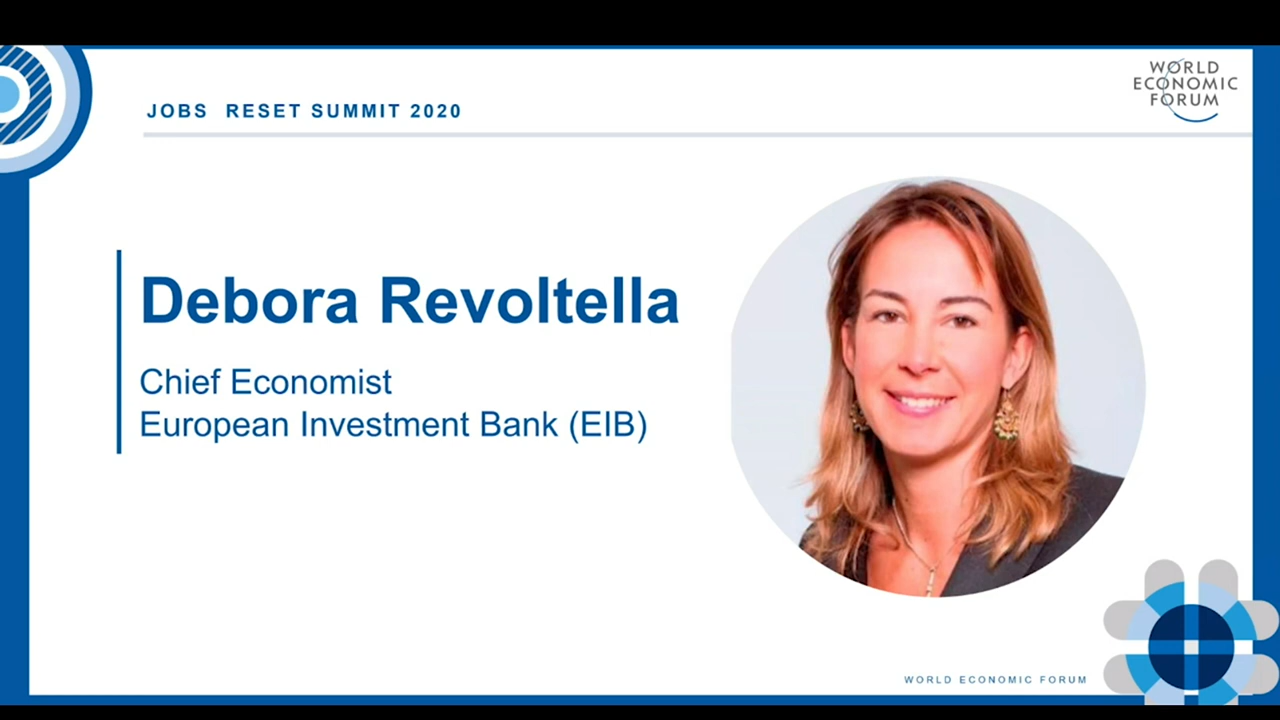 WORLD
ECONOMIC
FORUM
JOBS RESET SUMMIT 2020
Debora Revoltella
Chief Economist
European Investment Bank (EIB)
WORLD ECONOMIC FORUM